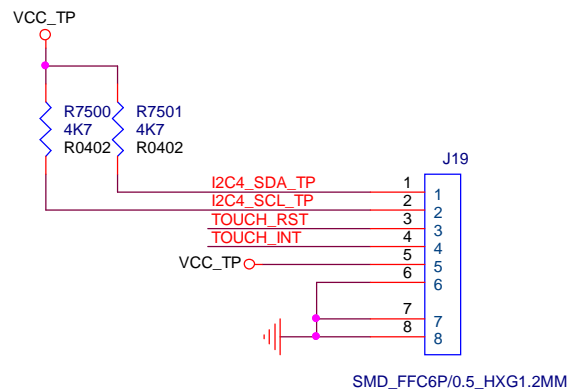 VCC_TP
R7500 R7501
4K7 4K7
R0402 R0402
J19
I2C4_SDA_TP 1 1
I2C4_SCL_TP 2 2
TOUCH_RST 3 3
TOUCH_INT 4 4
VCC_TP 5 5
6 6
7 7
8 8
SMD_FFC6P/0.5_HXG1.2MM